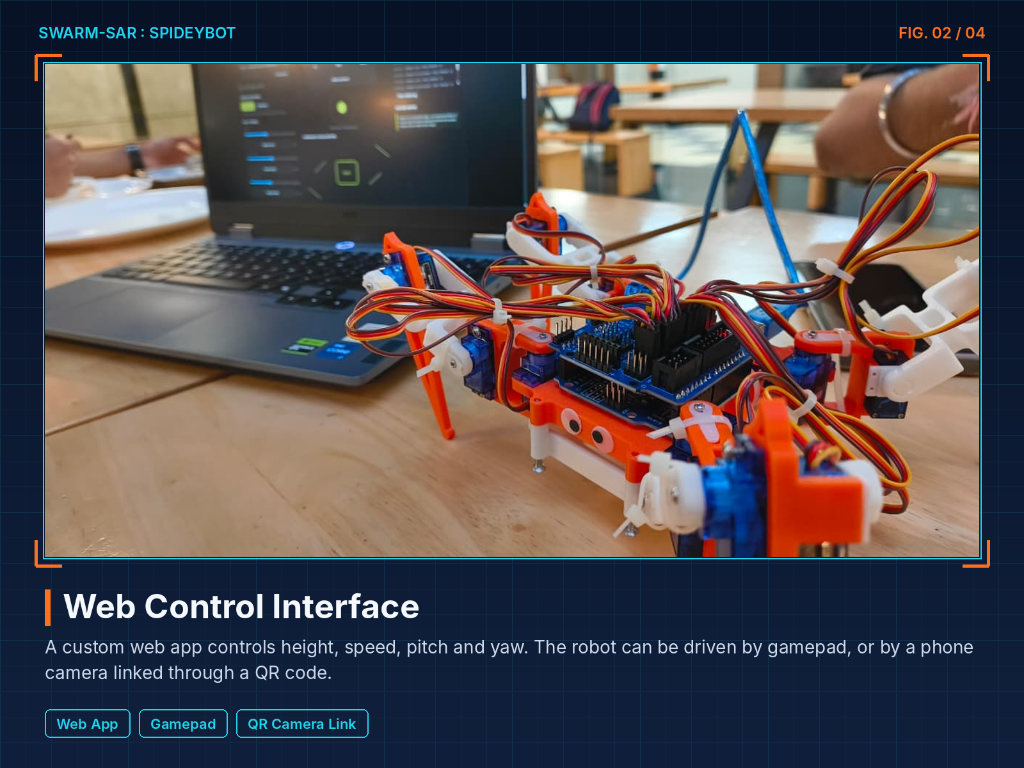 SWARM-SAR : SPIDEYBOT
FIG. 02 / 04
Web Control Interface
A custom web app controls height, speed, pitch and yaw. The robot can be driven by gamepad, or by a phone
camera linked through a QR code.
Web App
Gamepad
QR Camera Link